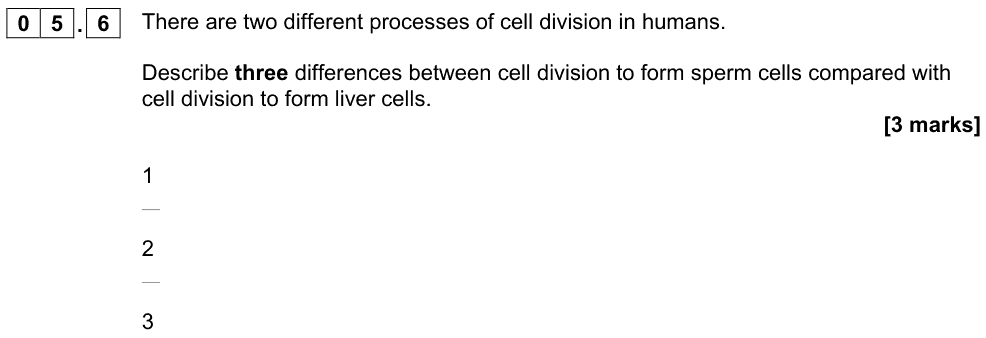 0 5 . 6 There are two different processes of cell division in humans.
Describe three differences between cell division to form sperm cells compared with
cell division to form liver cells.
[3 marks]
1
2
3